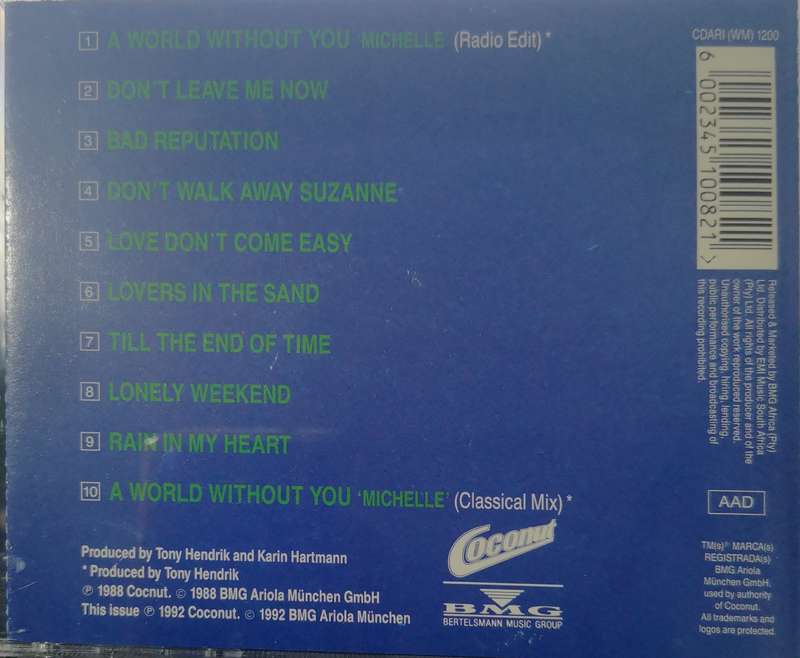 1 A WORLD WITHOUT YOU 'MICHELLE' (Radio Edit) *
2 DON'T LEAVE ME NOW
3 BAD REPUTATION
4 DON'T WALK AWAY SUZANNE
5 LOVE DON'T COME EASY
6 LOVERS IN THE SAND
7 TILL THE END OF TIME
8 LONELY WEEKEND
9 RAIN IN MY HEART
10 A WORLD WITHOUT YOU 'MICHELLE' (Classical Mix) *
Produced by Tony Hendrik and Karin Hartmann
* Produced by Tony Hendrik
℗ 1988 Cocnut. © 1988 BMG Ariola München GmbH
This issue ℗ 1992 Coconut. © 1992 BMG Ariola München
Coconut
BMG
BERTELSMANN MUSIC GROUP
CDARI (WM) 1200
6 002345 100821 >
Released & Marketed by BMG Africa (Pty)
Ltd. Distributed by EMI Music South Africa
(Pty) Ltd. All rights of the producer and of the
owner of the work reproduced reserved.
Unauthorised copying, hiring, lending,
public performance and broadcasting of
this recording prohibited.
AAD
TM(s)® MARCA(s)
REGISTRADA(s)
BMG Ariola
München GmbH,
used by authority
of Coconut.
All trademarks and
logos are protected.